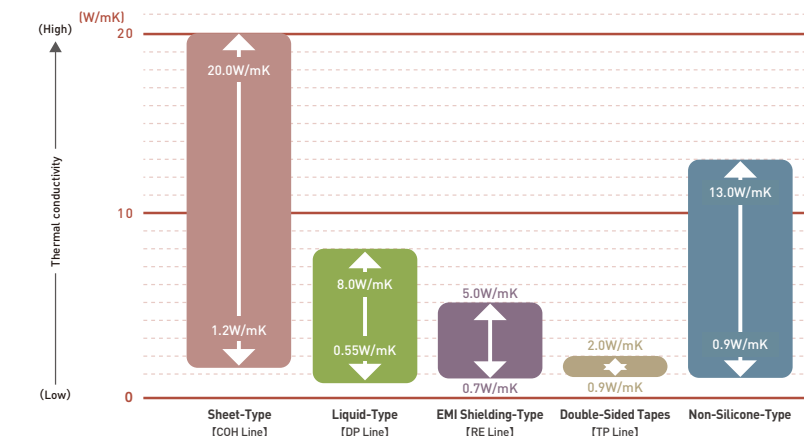 (W/mK)
(High)
20
10
0
Thermal conductivity
(Low)
20.0W/mK
1.2W/mK
8.0W/mK
0.55W/mK
5.0W/mK
0.7W/mK
2.0W/mK
0.9W/mK
13.0W/mK
0.9W/mK
Sheet-Type
【COH Line】
Liquid-Type
【DP Line】
EMI Shielding-Type
【RE Line】
Double-Sided Tapes
【TP Line】
Non-Silicone-Type